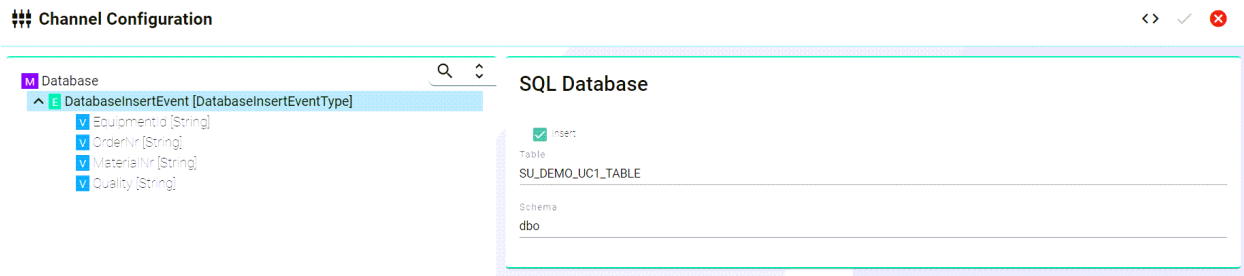 Channel Configuration
M Database
E DatabaseInsertEvent [DatabaseInsertEventType]
V EquipmentId [String]
V OrderNr [String]
V MaterialNr [String]
V Quality [String]
SQL Database
Insert
Table
SU_DEMO_UC1_TABLE
Schema
dbo